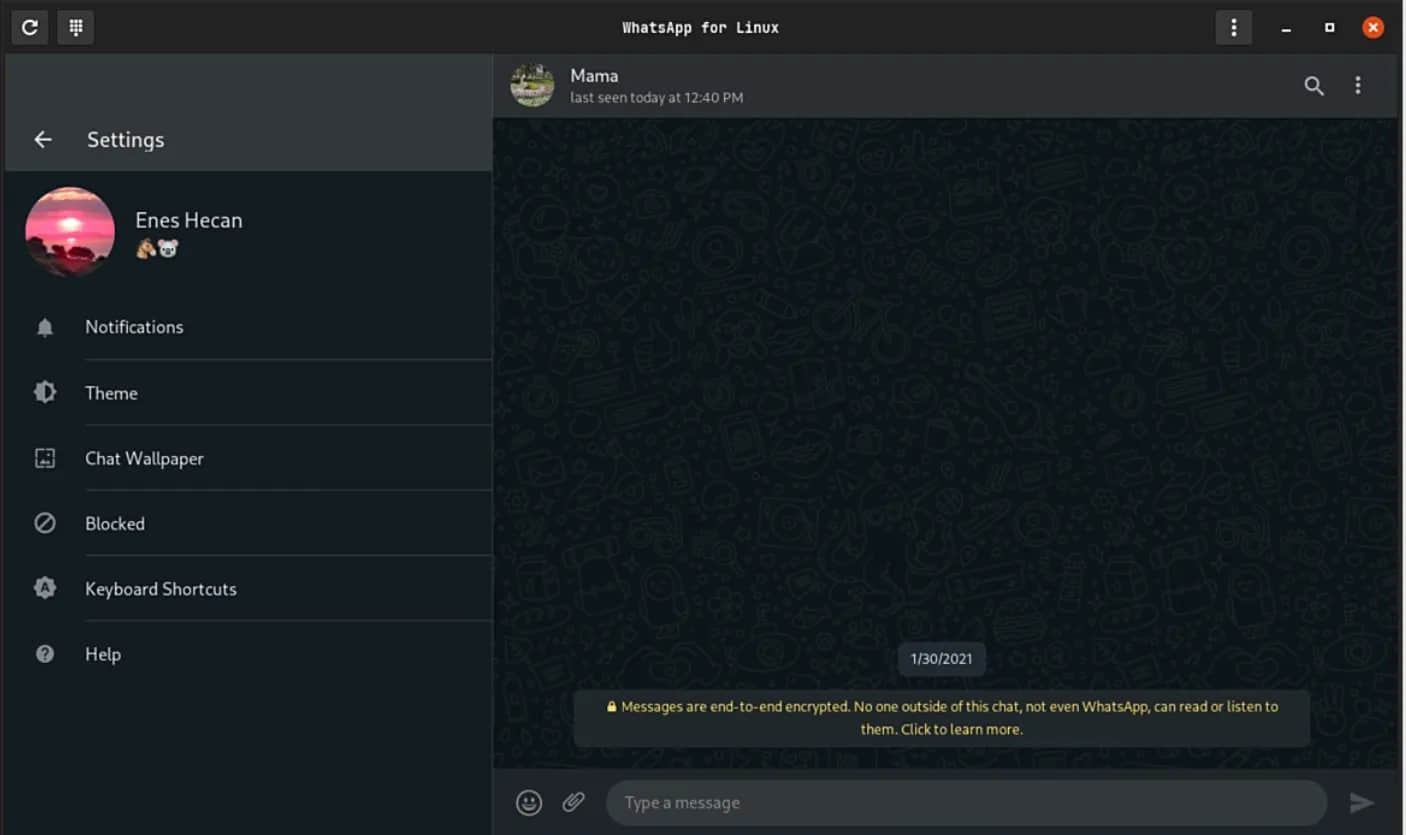 WhatsApp for Linux
Settings
Enes Hecan
🐴🐨
Notifications
Theme
Chat Wallpaper
Blocked
Keyboard Shortcuts
Help
Mama
last seen today at 12:40 PM
1/30/2021
🔒 Messages are end-to-end encrypted. No one outside of this chat, not even WhatsApp, can read or listen to
them. Click to learn more.
Type a message